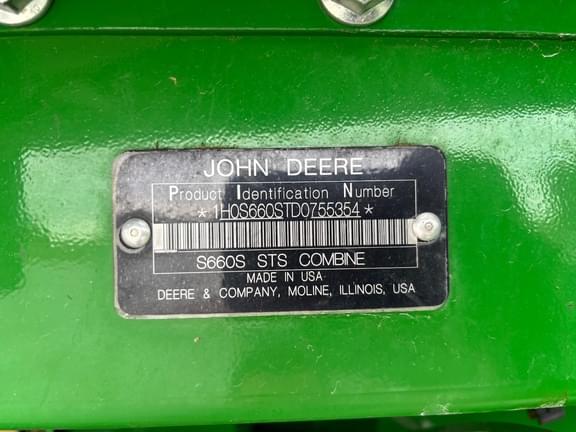 JOHN DEERE
Product Identification Number
*1H0S660STD0755354*
S660S STS COMBINE
MADE IN USA
DEERE & COMPANY, MOLINE, ILLINOIS, USA